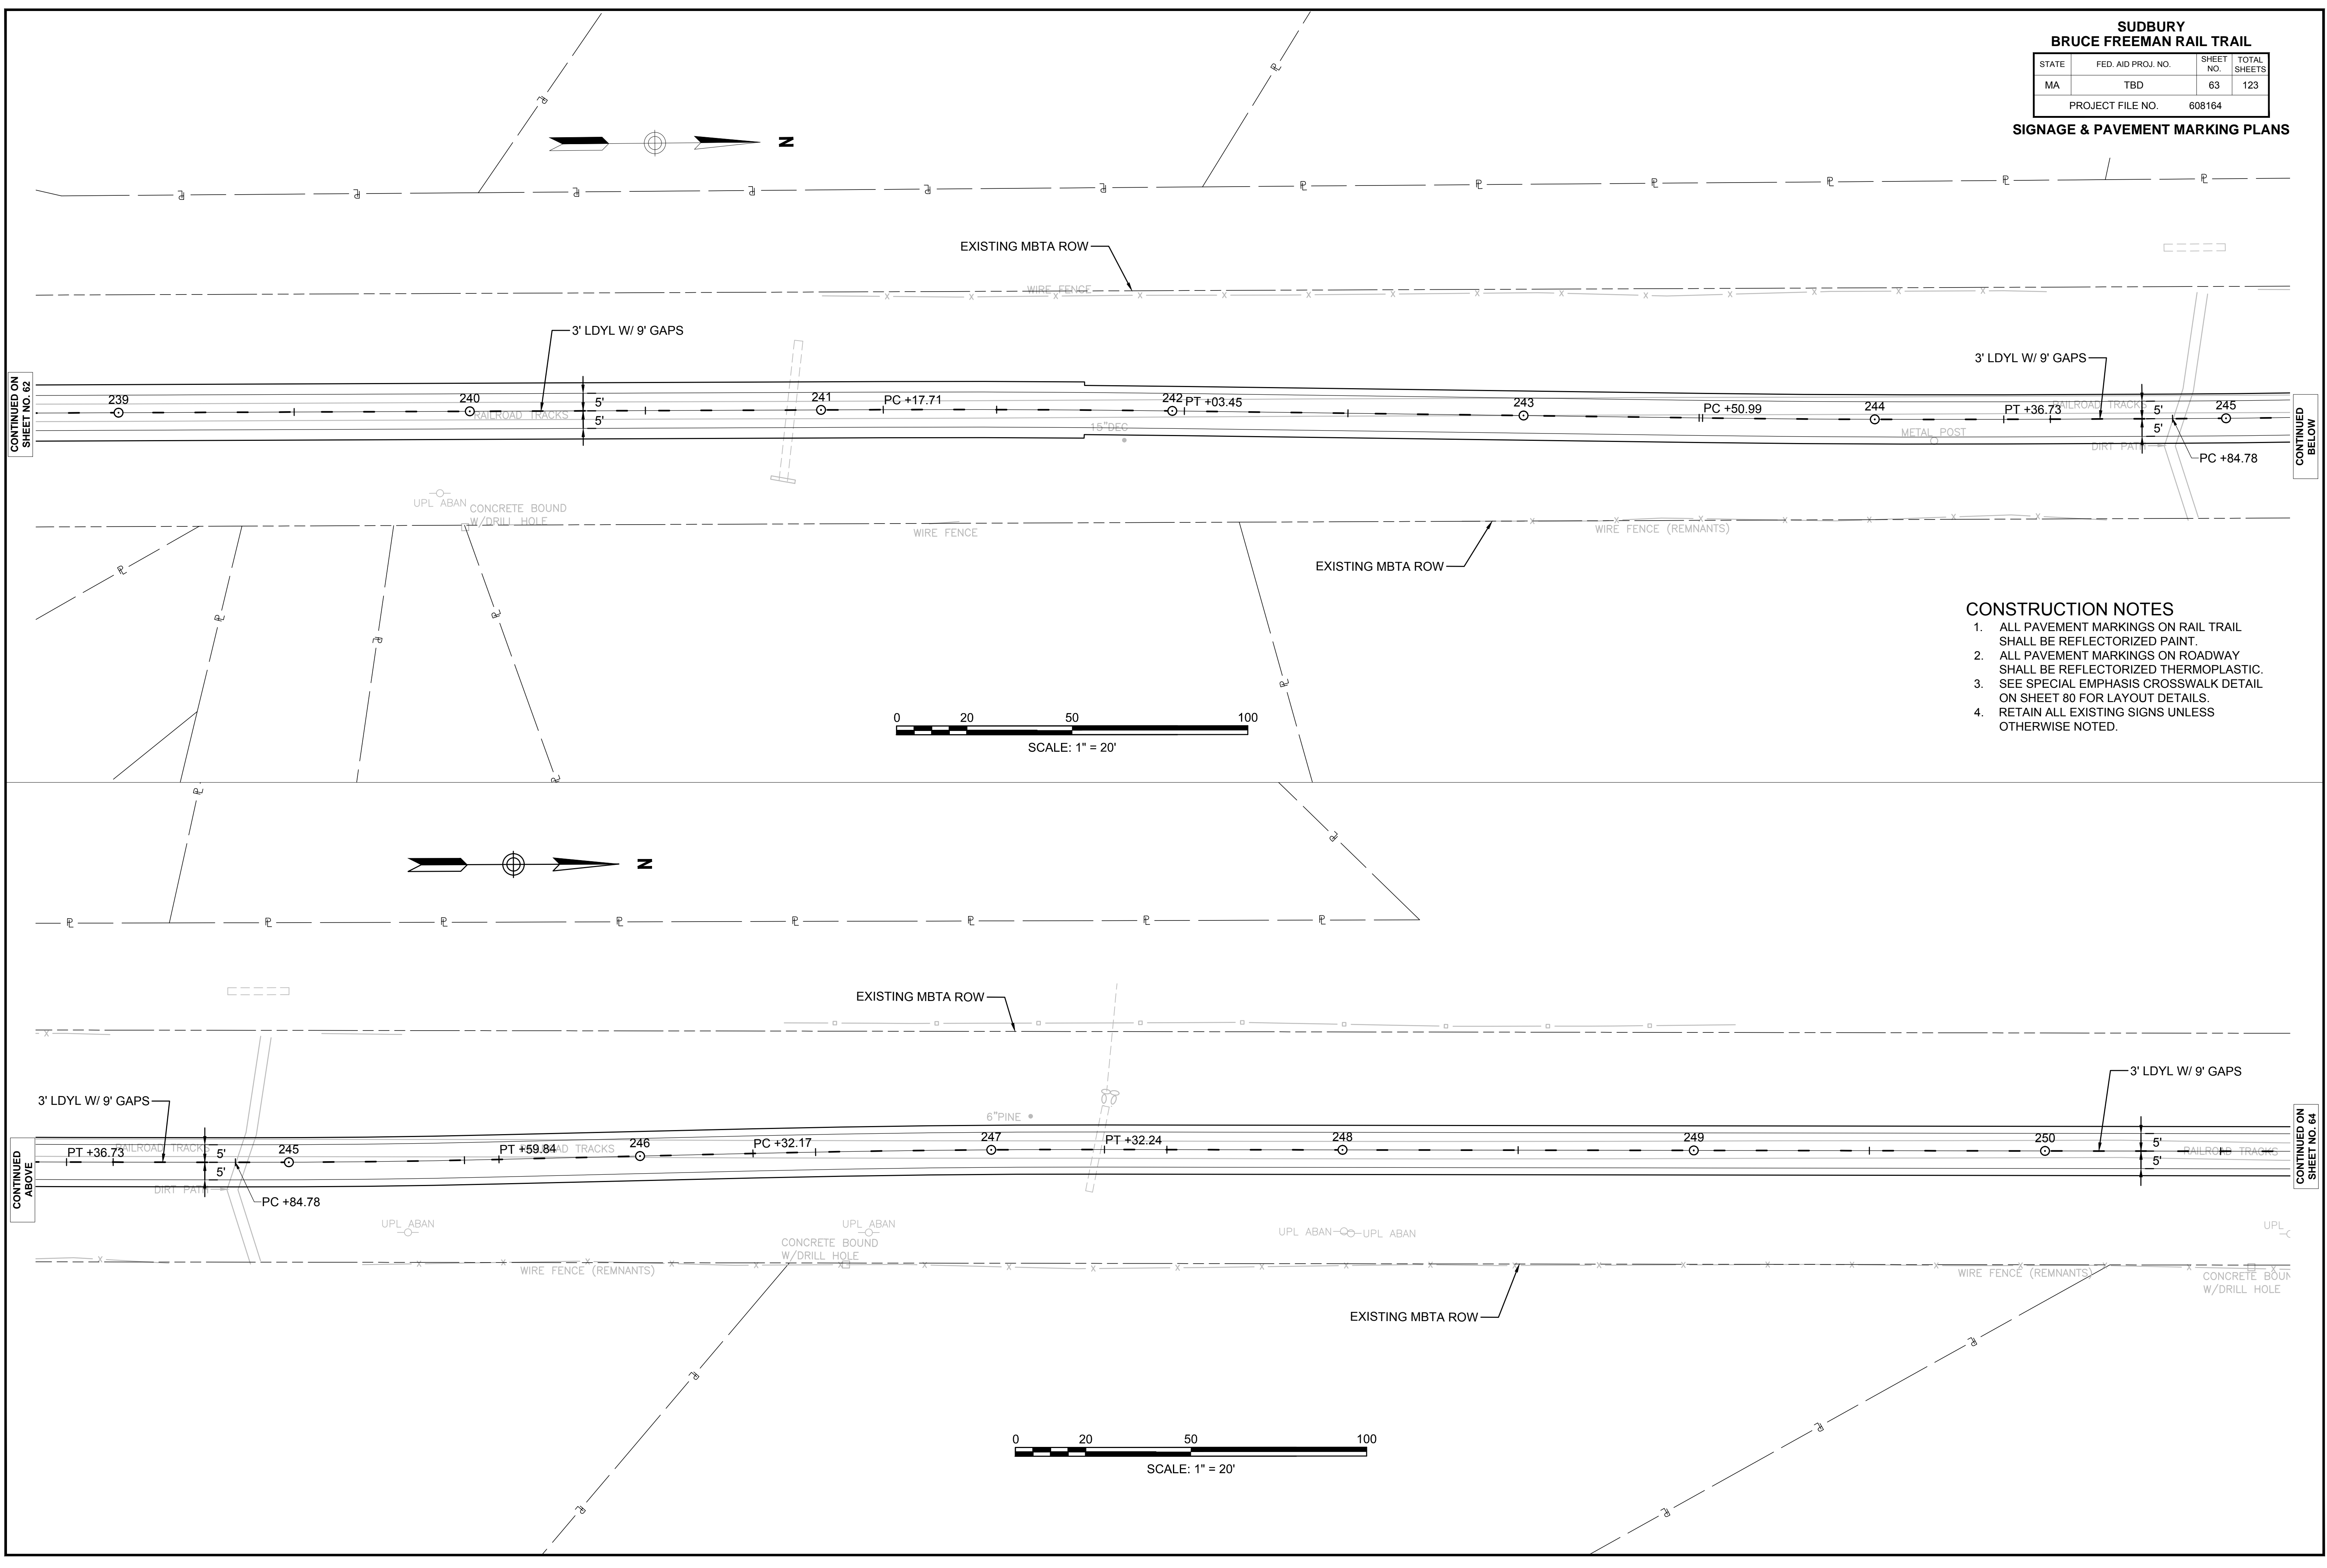 SUDBURY
BRUCE FREEMAN RAIL TRAIL
STATE FED. AID PROJ. NO. SHEET NO. TOTAL SHEETS
MA TBD 63 123
PROJECT FILE NO. 608164
SIGNAGE & PAVEMENT MARKING PLANS
N
EXISTING MBTA ROW
WIRE FENCE
3' LDYL W/ 9' GAPS
3' LDYL W/ 9' GAPS
CONTINUED ON
SHEET NO. 62
239
240
RAILROAD TRACKS
5'
5'
241
PC +17.71
242
PT +03.45
15"DEC
243
PC +50.99
244
METAL POST
PT +36.73
RAILROAD TRACKS
5'
5'
245
DIRT PATH
PC +84.78
CONTINUED
BELOW
UPL ABAN
CONCRETE BOUND
W/DRILL HOLE
WIRE FENCE
WIRE FENCE (REMNANTS)
EXISTING MBTA ROW
CONSTRUCTION NOTES
1. ALL PAVEMENT MARKINGS ON RAIL TRAIL
SHALL BE REFLECTORIZED PAINT.
2. ALL PAVEMENT MARKINGS ON ROADWAY
SHALL BE REFLECTORIZED THERMOPLASTIC.
3. SEE SPECIAL EMPHASIS CROSSWALK DETAIL
ON SHEET 80 FOR LAYOUT DETAILS.
4. RETAIN ALL EXISTING SIGNS UNLESS
OTHERWISE NOTED.
0 20 50 100
SCALE: 1" = 20'
N
EXISTING MBTA ROW
3' LDYL W/ 9' GAPS
3' LDYL W/ 9' GAPS
CONTINUED
ABOVE
PT +36.73
RAILROAD TRACKS
5'
5'
245
DIRT PATH
PC +84.78
PT +59.84
RAILROAD TRACKS
246
PC +32.17
6"PINE
247
PT +32.24
248
249
250
5'
5'
RAILROAD TRACKS
CONTINUED ON
SHEET NO. 64
UPL ABAN
UPL ABAN
UPL ABAN
UPL ABAN
UPL
CONCRETE BOUND
W/DRILL HOLE
WIRE FENCE (REMNANTS)
WIRE FENCE (REMNANTS)
CONCRETE BOUN
W/DRILL HOLE
EXISTING MBTA ROW
0 20 50 100
SCALE: 1" = 20'